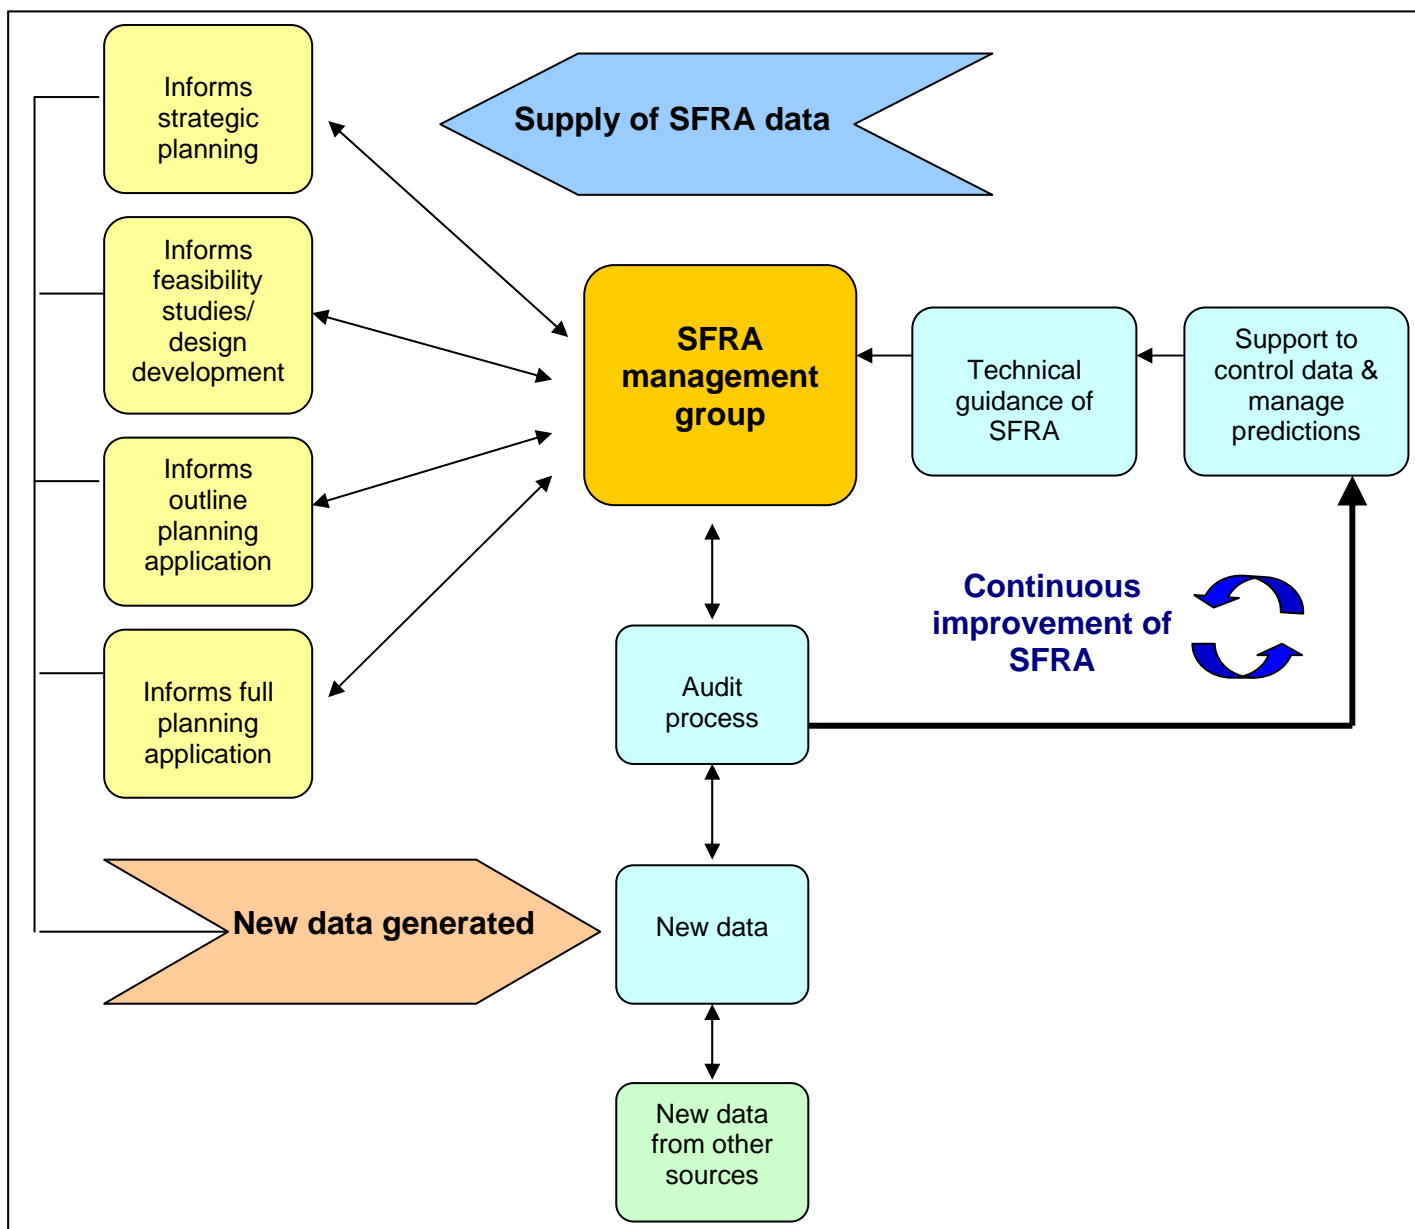 Informs
strategic
planning
Supply of SFRA data
Informs
feasibility
studies/
design
development
SFRA
management
group
Technical
guidance of
SFRA
Support to
control data &
manage
predictions
Informs
outline
planning
application
Continuous
improvement of
SFRA
Informs full
planning
application
Audit
process
New data generated
New data
New data
from other
sources